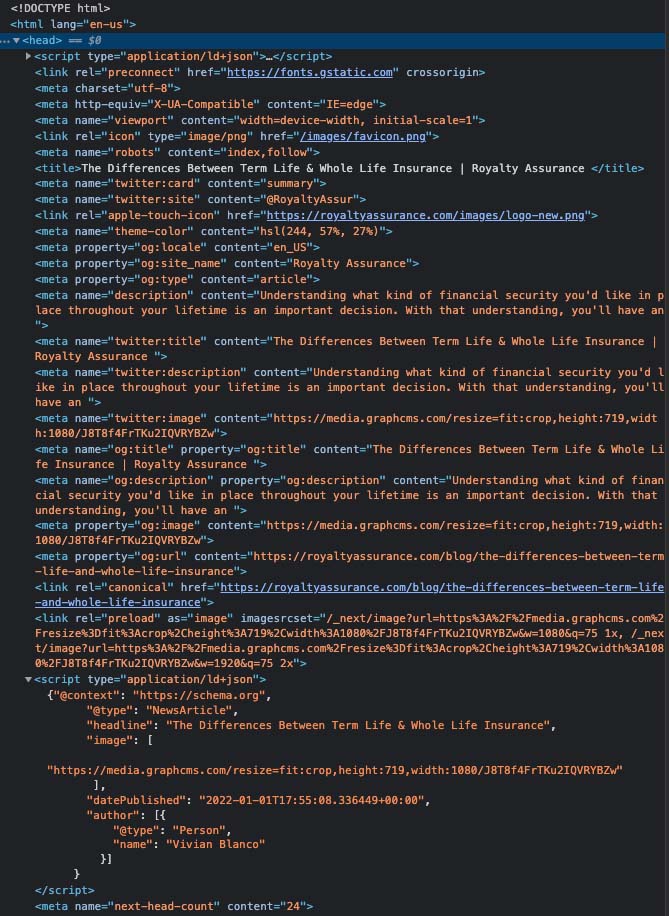 <!DOCTYPE html>
<html lang="en-us">
··· ▼<head> == $0
▶<script type="application/ld+json">…</script>
<link rel="preconnect" href="https://fonts.gstatic.com" crossorigin>
<meta charset="utf-8">
<meta http-equiv="X-UA-Compatible" content="IE=edge">
<meta name="viewport" content="width=device-width, initial-scale=1">
<link rel="icon" type="image/png" href="/images/favicon.png">
<meta name="robots" content="index,follow">
<title>The Differences Between Term Life & Whole Life Insurance | Royalty Assurance </title>
<meta name="twitter:card" content="summary">
<meta name="twitter:site" content="@RoyaltyAssur">
<link rel="apple-touch-icon" href="https://royaltyassurance.com/images/logo-new.png">
<meta name="theme-color" content="hsl(244, 57%, 27%)">
<meta property="og:locale" content="en_US">
<meta property="og:site_name" content="Royalty Assurance">
<meta property="og:type" content="article">
<meta name="description" content="Understanding what kind of financial security you'd like in p
lace throughout your lifetime is an important decision. With that understanding, you'll have an
">
<meta name="twitter:title" content="The Differences Between Term Life & Whole Life Insurance |
Royalty Assurance ">
<meta name="twitter:description" content="Understanding what kind of financial security you'd l
ike in place throughout your lifetime is an important decision. With that understanding, you'll
have an ">
<meta name="twitter:image" content="https://media.graphcms.com/resize=fit:crop,height:719,widt
h:1080/J8T8f4FrTKu2IQVRYBZw">
<meta name="og:title" property="og:title" content="The Differences Between Term Life & Whole Li
fe Insurance | Royalty Assurance ">
<meta name="og:description" property="og:description" content="Understanding what kind of finan
cial security you'd like in place throughout your lifetime is an important decision. With that
understanding, you'll have an ">
<meta property="og:image" content="https://media.graphcms.com/resize=fit:crop,height:719,width:
1080/J8T8f4FrTKu2IQVRYBZw">
<meta property="og:url" content="https://royaltyassurance.com/blog/the-differences-between-term
-life-and-whole-life-insurance">
<link rel="canonical" href="https://royaltyassurance.com/blog/the-differences-between-term-life
-and-whole-life-insurance">
<link rel="preload" as="image" imagesrcset="/_next/image?url=https%3A%2F%2Fmedia.graphcms.com%2
Fresize%3Dfit%3Acrop%2Cheight%3A719%2Cwidth%3A1080%2FJ8T8f4FrTKu2IQVRYBZw&w=1080&q=75 1x, /_nex
t/image?url=https%3A%2F%2Fmedia.graphcms.com%2Fresize%3Dfit%3Acrop%2Cheight%3A719%2Cwidth%3A108
0%2FJ8T8f4FrTKu2IQVRYBZw&w=1920&q=75 2x">
▼<script type="application/ld+json">
{"@context": "https://schema.org",
"@type": "NewsArticle",
"headline": "The Differences Between Term Life & Whole Life Insurance",
"image": [
"https://media.graphcms.com/resize=fit:crop,height:719,width:1080/J8T8f4FrTKu2IQVRYBZw"
],
"datePublished": "2022-01-01T17:55:08.336449+00:00",
"author": [{
"@type": "Person",
"name": "Vivian Blanco"
}]
}
</script>
<meta name="next-head-count" content="24">